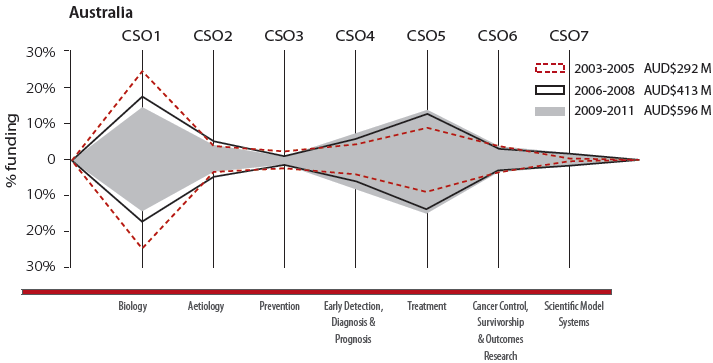 Australia
CSO1 CSO2 CSO3 CSO4 CSO5 CSO6 CSO7
30%
20%
10%
0
10%
20%
30%
% funding
2003-2005 AUD$292 M
2006-2008 AUD$413 M
2009-2011 AUD$596 M
Biology
Aetiology
Prevention
Early Detection,
Diagnosis &
Prognosis
Treatment
Cancer Control,
Survivorship
& Outcomes
Research
Scientific Model
Systems